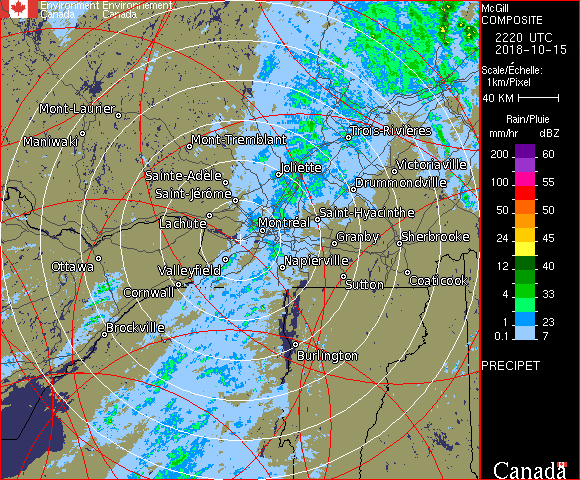 Environment Environnement
Canada Canada
McGill
COMPOSITE
2220 UTC
2018-10-15
Scale/Échelle:
1km/Pixel
40 KM
Rain/Pluie
mm/hr dBZ
200 60
100 55
50 50
24 45
12 40
4 33
1 23
0.1 7
PRECIPET
Canada
Mont-Laurier
Maniwaki
Mont-Tremblant
Trois-Rivières
Joliette
Victoriaville
Sainte-Adèle
Drummondville
Saint-Jérôme
Lachute
Saint-Hyacinthe
Montréal
Granby
Sherbrooke
Ottawa
Valleyfield
Napierville
Sutton
Coaticook
Cornwall
Brockville
Burlington